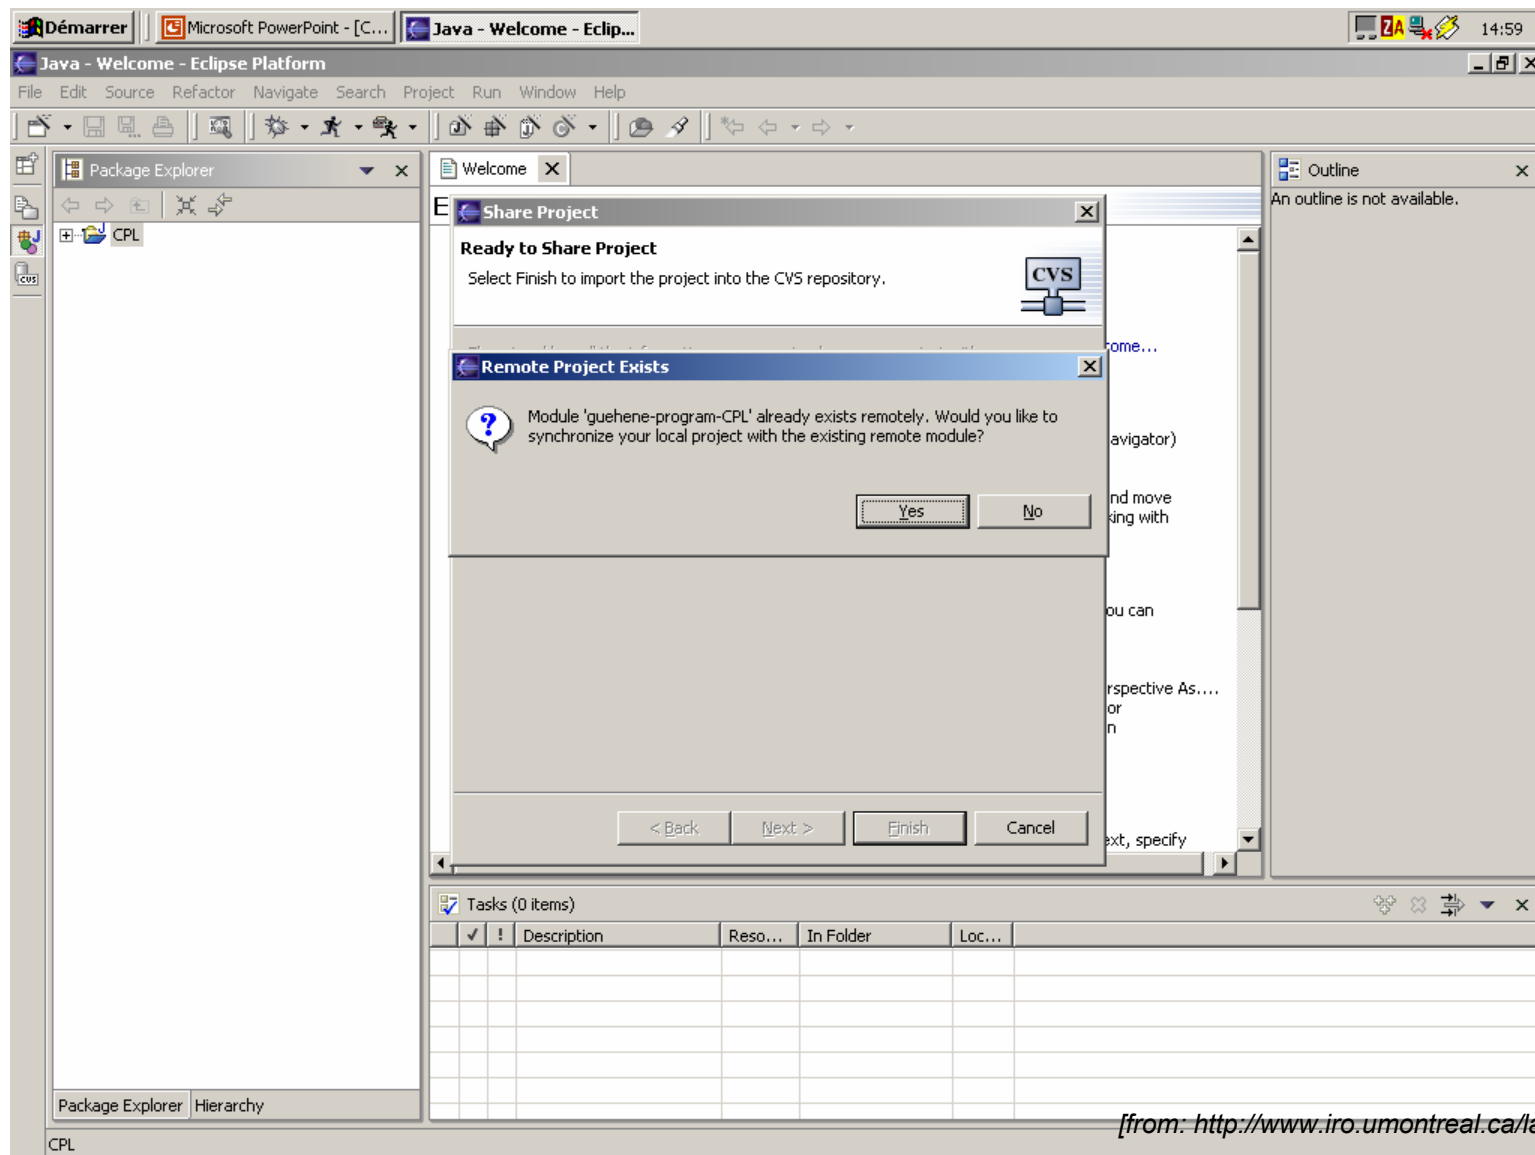 Démarrer
Microsoft PowerPoint - [C...
Java - Welcome - Eclip...
ZA
14:59
Java - Welcome - Eclipse Platform
File Edit Source Refactor Navigate Search Project Run Window Help
Package Explorer
CPL
Welcome
E
Share Project
Ready to Share Project
Select Finish to import the project into the CVS repository.
CVS
Remote Project Exists
Module 'guehene-program-CPL' already exists remotely. Would you like to
synchronize your local project with the existing remote module?
Yes No
< Back Next > Finish Cancel
come...
avigator)
nd move
king with
ou can
rspective As....
or
n
ext, specify
Outline
An outline is not available.
cvs
Tasks (0 items)
! Description Reso... In Folder Loc...
Package Explorer Hierarchy
[from: http://www.iro.umontreal.ca/la
CPL